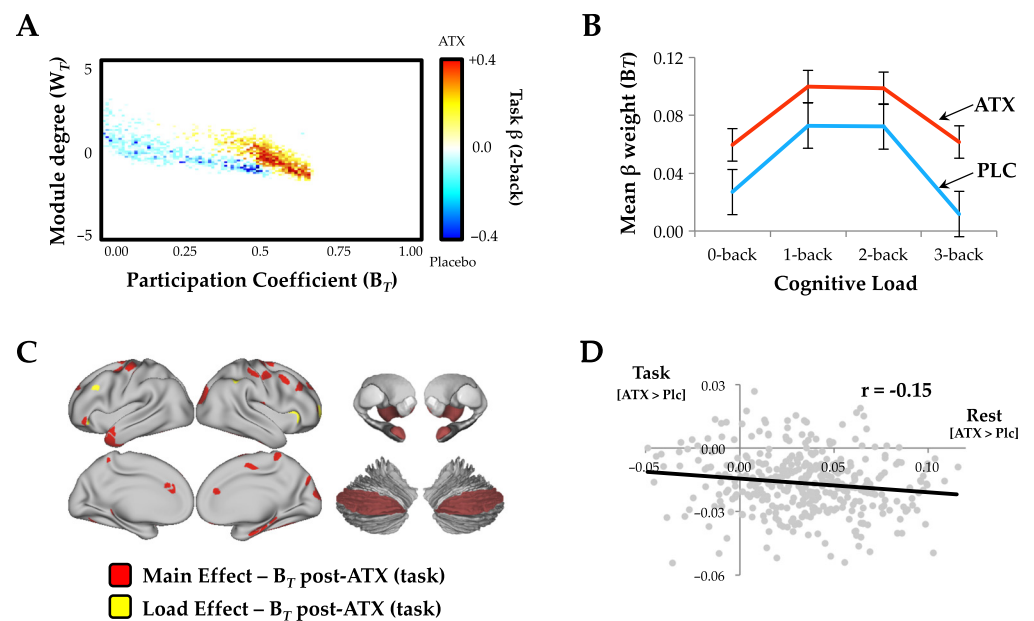 A
ATX
5
0
−5
Module degree (W_T)
+0.4
0.0
−0.4
Task β (2-back)
0.00
0.5
0.75
1.00
Placebo
Participation Coefficient (B_T)
B
0.12
0.08
0.04
0.00
Mean β weight (BT)
ATX
PLC
0-back
1-back
2-back
3-back
Cognitive Load
C
Main Effect – B_T post-ATX (task)
Load Effect – B_T post-ATX (task)
D
Task
[ATX > Plc]
0.03
r = -0.15
Rest
[ATX > Plc]
0.00
−0.05
0.00
0.05
0.10
−0.03
−0.06